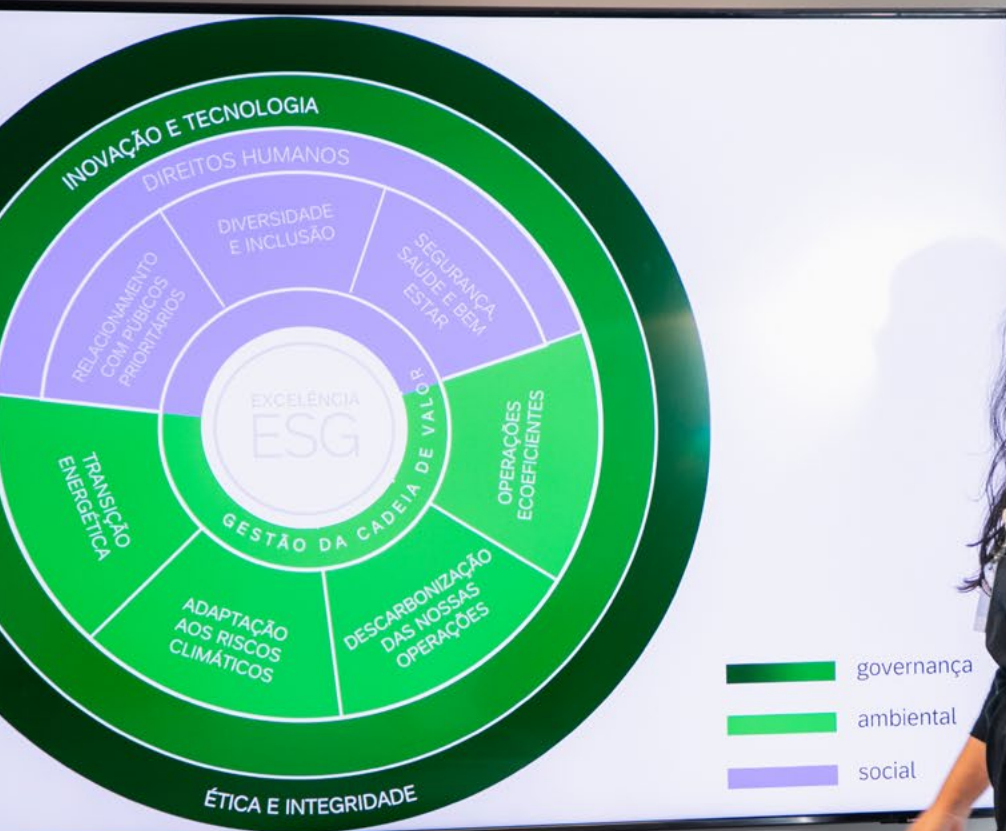 INOVAÇÃO E TECNOLOGIA
DIREITOS HUMANOS
DIVERSIDADE
E INCLUSÃO
SEGURANÇA,
SAÚDE E BEM
ESTAR
RELACIONAMENTO
COM PÚBICOS
PRIORITÁRIOS
EXCELÊNCIA
ESG
GESTÃO DA CADEIA DE VALOR
OPERAÇÕES
ECOEFICIENTES
TRANSIÇÃO
ENERGÉTICA
ADAPTAÇÃO
AOS RISCOS
CLIMÁTICOS
DESCARBONIZAÇÃO
DAS NOSSAS
OPERAÇÕES
ÉTICA E INTEGRIDADE
governança
ambiental
social